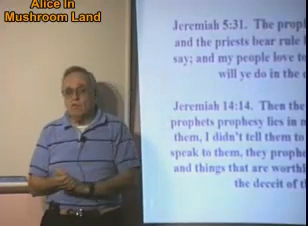 Alice in
Mushroom Land
Jeremiah 5:31. The prop
and the priests bear rule
say; and my people love to
will ye do in the e
Jeremiah 14:14. Then the
prophets prophesy lies in
them, I didn't tell them to
speak to them, they prophe
and things that are worthl
the deceit of t